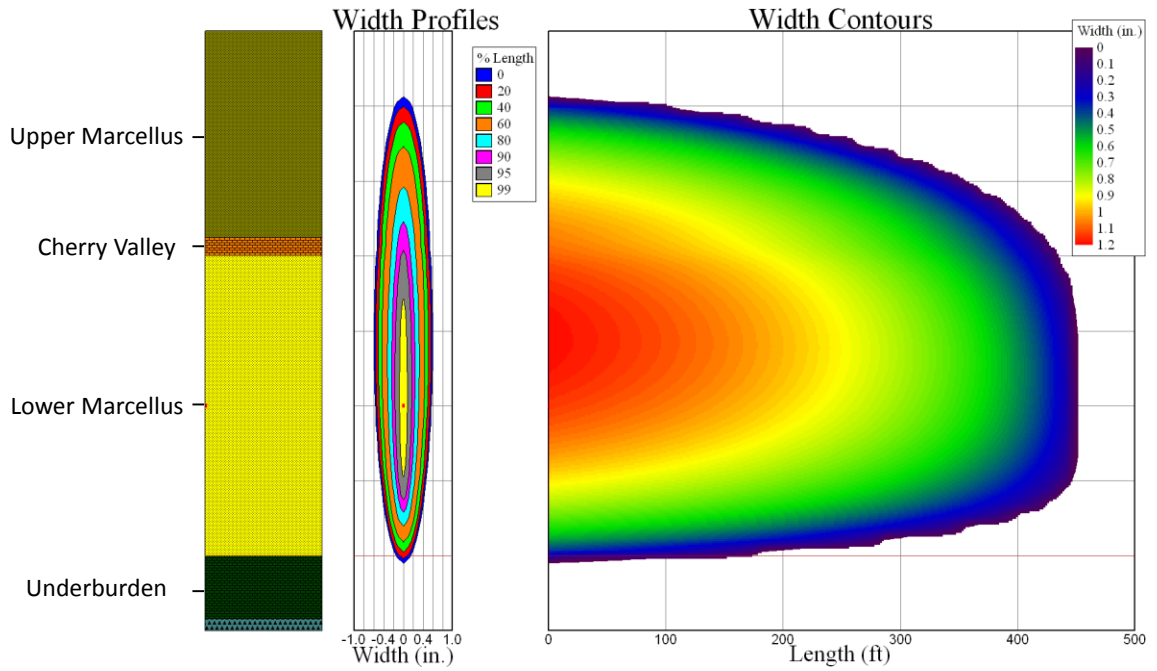 Width Profiles
Width Contours
Upper Marcellus
Cherry Valley
Lower Marcellus
Underburden
% Length
0
20
40
60
80
90
95
99
-1.0 -0.4 0 0.4 1.0
Width (in.)
Width (in.)
0
0.1
0.2
0.3
0.4
0.5
0.6
0.7
0.8
0.9
1
1.1
1.2
0 100 200 300 400 500
Length (ft)